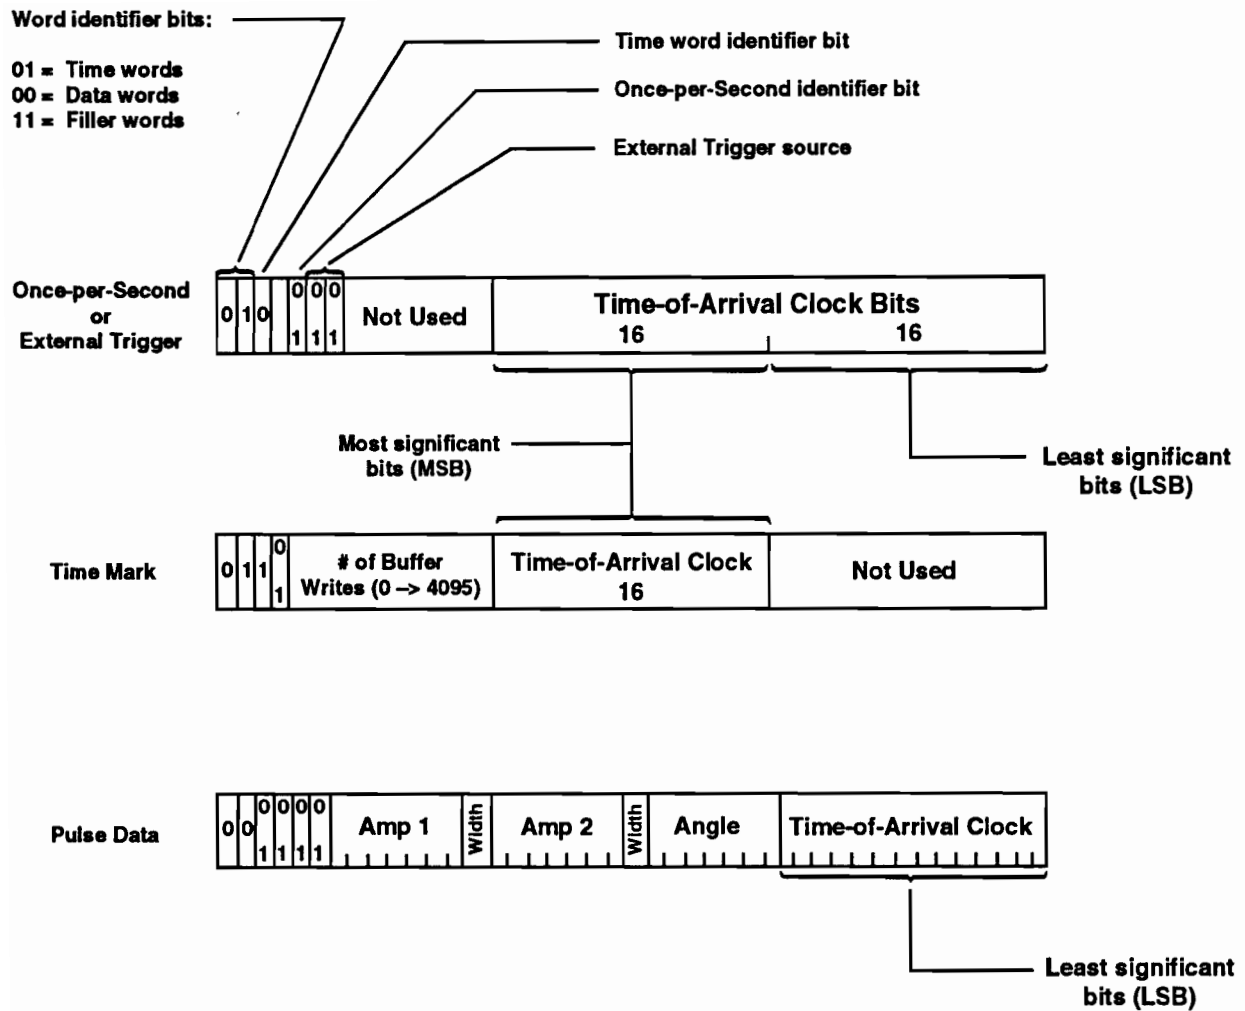 Word identifier bits:
01 = Time words
00 = Data words
11 = Filler words
Time word identifier bit
Once-per-Second identifier bit
External Trigger source
Once-per-Second
or
External Trigger
0 1 0 0 0 0
1 1 1
Not Used
Time-of-Arrival Clock Bits
16 16
Most significant
bits (MSB)
Least significant
bits (LSB)
Time Mark
0 1 1 0
1
# of Buffer
Writes (0 –> 4095)
Time-of-Arrival Clock
16
Not Used
Pulse Data
0 0 0 0 0 0
1 1 1 1
Amp 1
Width
Amp 2
Width
Angle
Time-of-Arrival Clock
Least significant
bits (LSB)